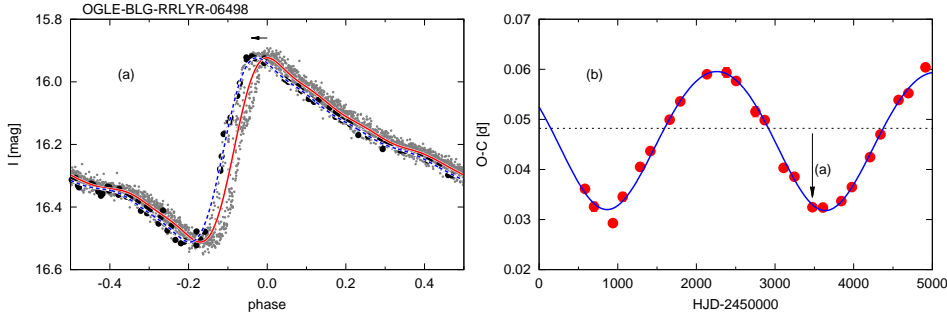 OGLE-BLG-RRLYR-06498
15.8
16.0
16.2
16.4
16.6
I [mag]
(a)
-0.4
-0.2
0.0
0.2
0.4
phase
0.07
0.06
0.05
0.04
0.03
0.02
O-C [d]
(b)
(a)
0
1000
2000
3000
4000
5000
HJD-2450000